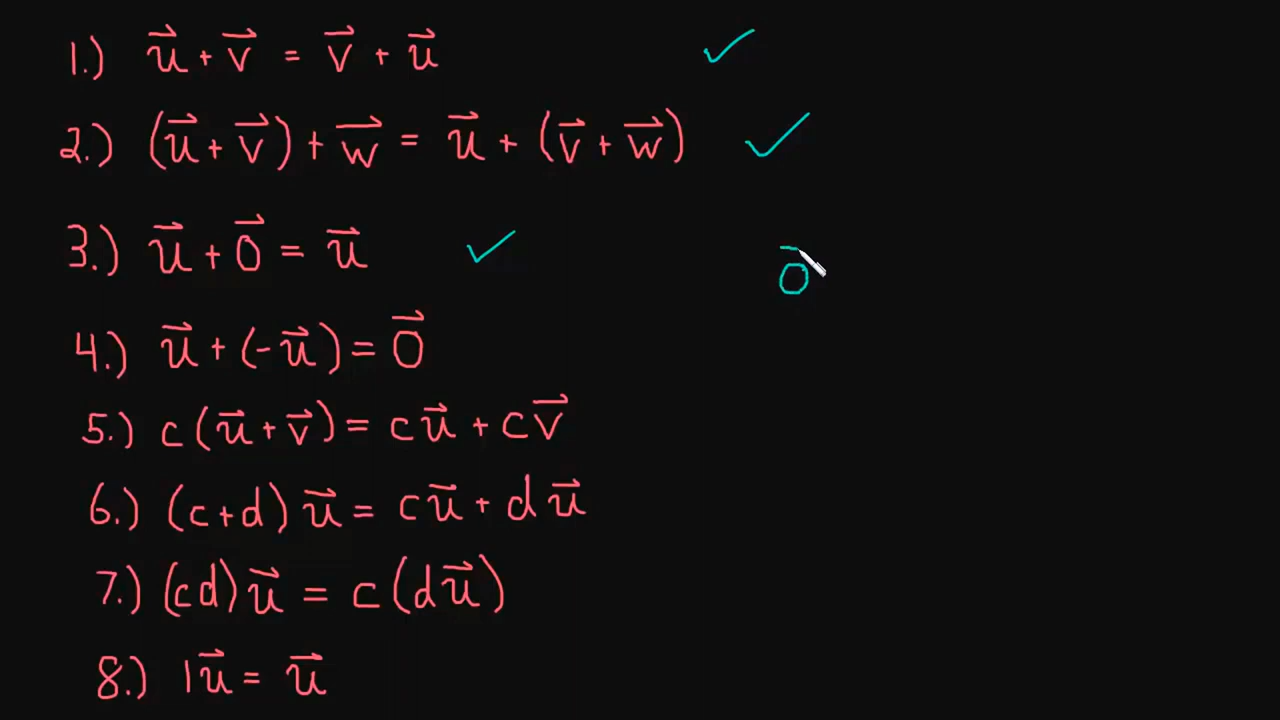 1.) u⃗ + v⃗ = v⃗ + u⃗ ✓
2.) (u⃗ + v⃗) + w⃗ = u⃗ + (v⃗ + w⃗) ✓
3.) u⃗ + 0⃗ = u⃗ ✓ 0̅
4.) u⃗ + (-u⃗) = 0⃗
5.) c(u⃗ + v⃗) = cu⃗ + cv⃗
6.) (c+d)u⃗ = cu⃗ + du⃗
7.) (cd)u⃗ = c(du⃗)
8.) 1u⃗ = u⃗